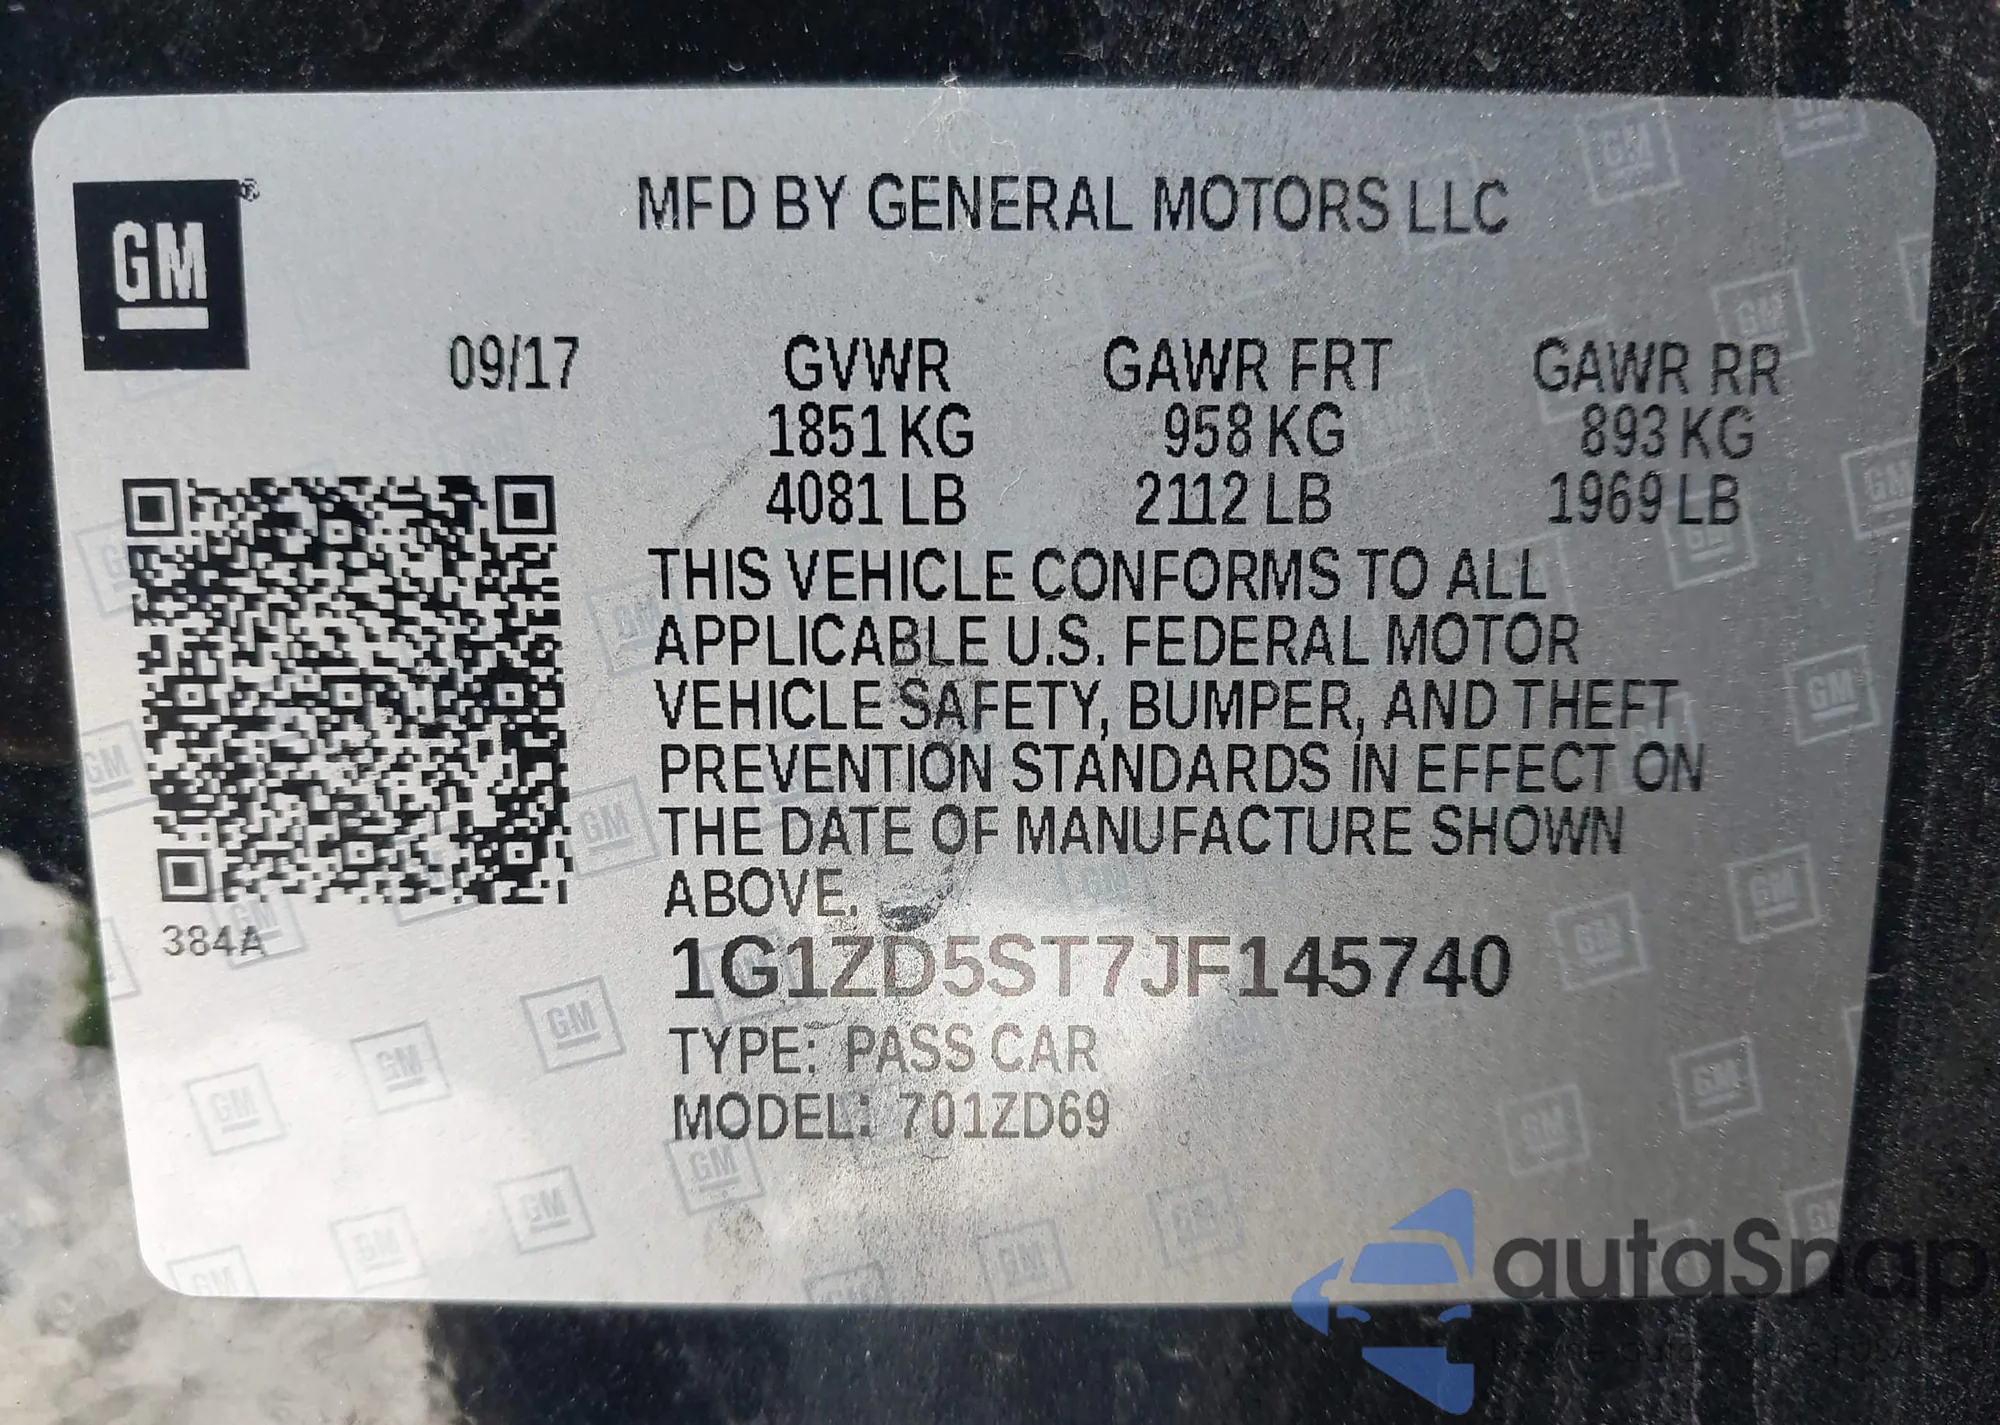 GM®
MFD BY GENERAL MOTORS LLC
09/17
GVWR GAWR FRT GAWR RR
1851 KG 958 KG 893 KG
4081 LB 2112 LB 1969 LB
THIS VEHICLE CONFORMS TO ALL
APPLICABLE U.S. FEDERAL MOTOR
VEHICLE SAFETY, BUMPER, AND THEFT
PREVENTION STANDARDS IN EFFECT ON
THE DATE OF MANUFACTURE SHOWN
ABOVE.
384A
1G1ZD5ST7JF145740
TYPE: PASS CAR
MODEL: 701ZD69
autaSnap